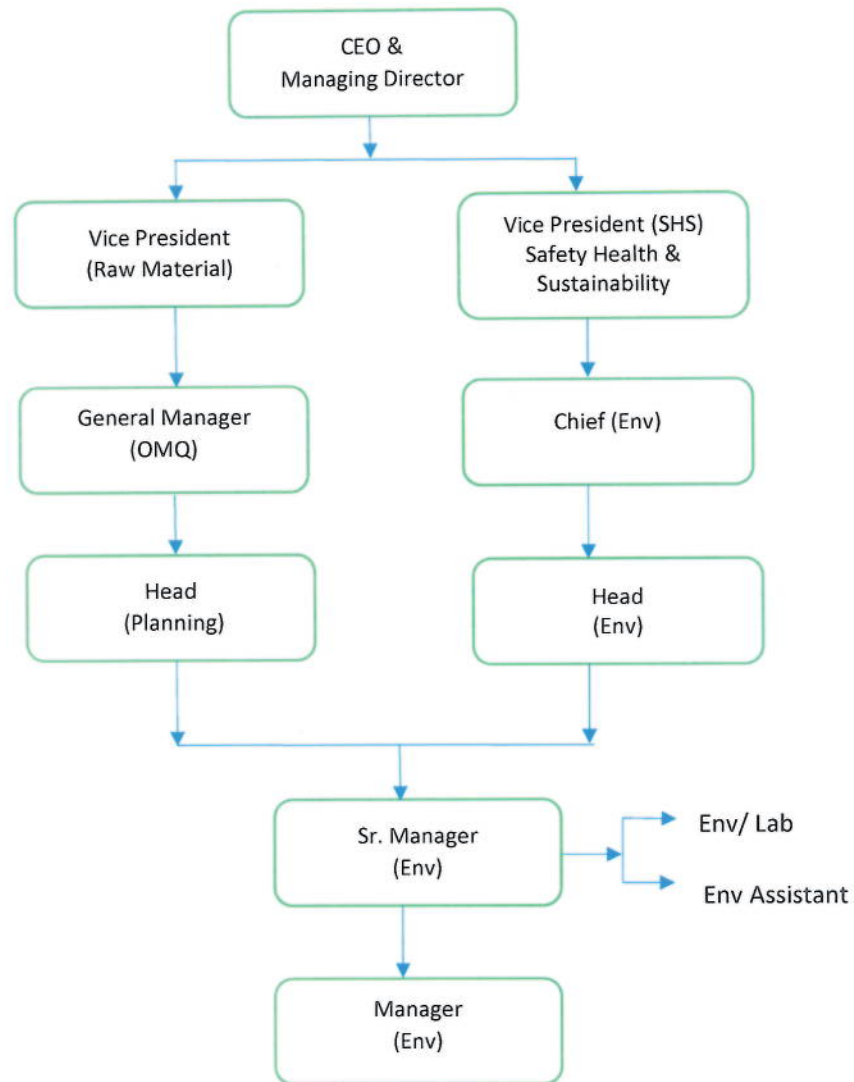 CEO &
Managing Director
Vice President
(Raw Material)
Vice President (SHS)
Safety Health &
Sustainability
General Manager
(OMQ)
Chief (Env)
Head
(Planning)
Head
(Env)
Sr. Manager
(Env)
Env/ Lab
Env Assistant
Manager
(Env)